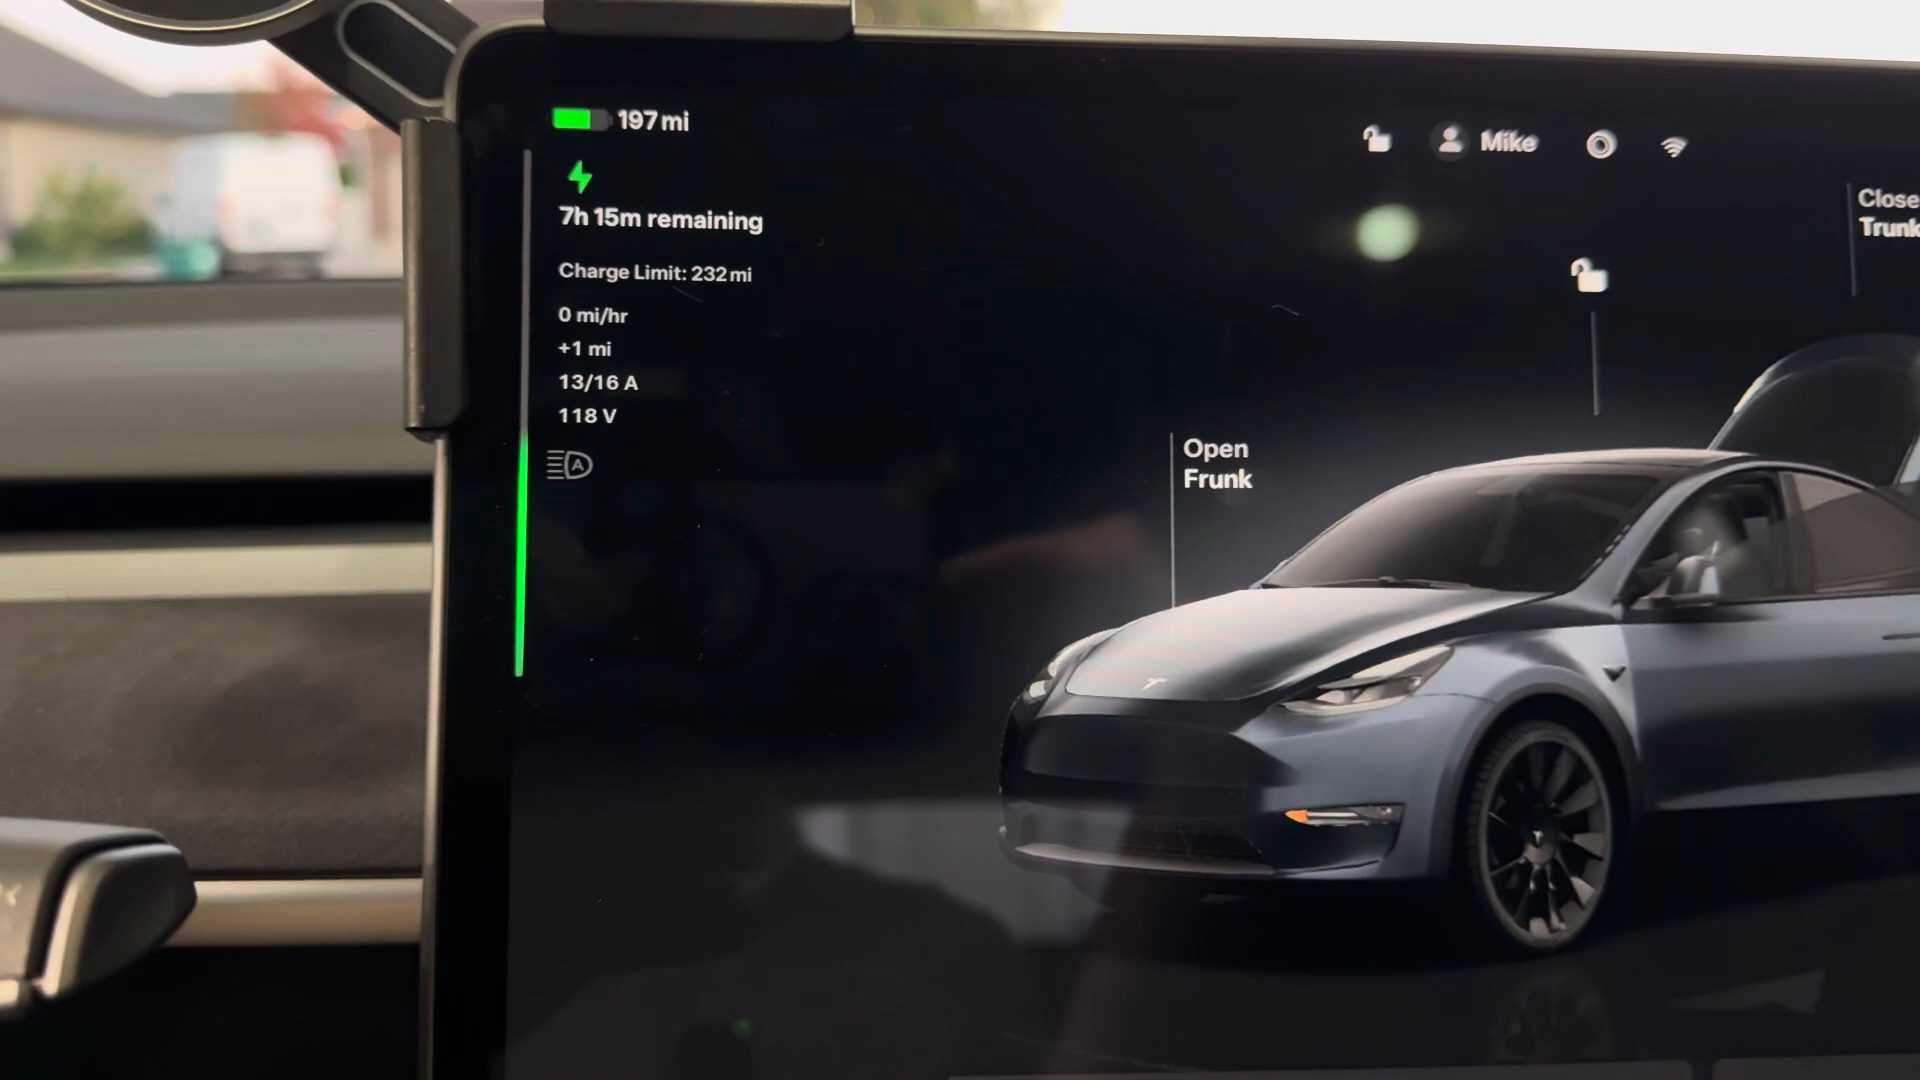 197 mi
Mike
7h 15m remaining
Charge Limit: 232 mi
0 mi/hr
+1 mi
13/16 A
118 V
A
Open
Frunk
Close
Trunk